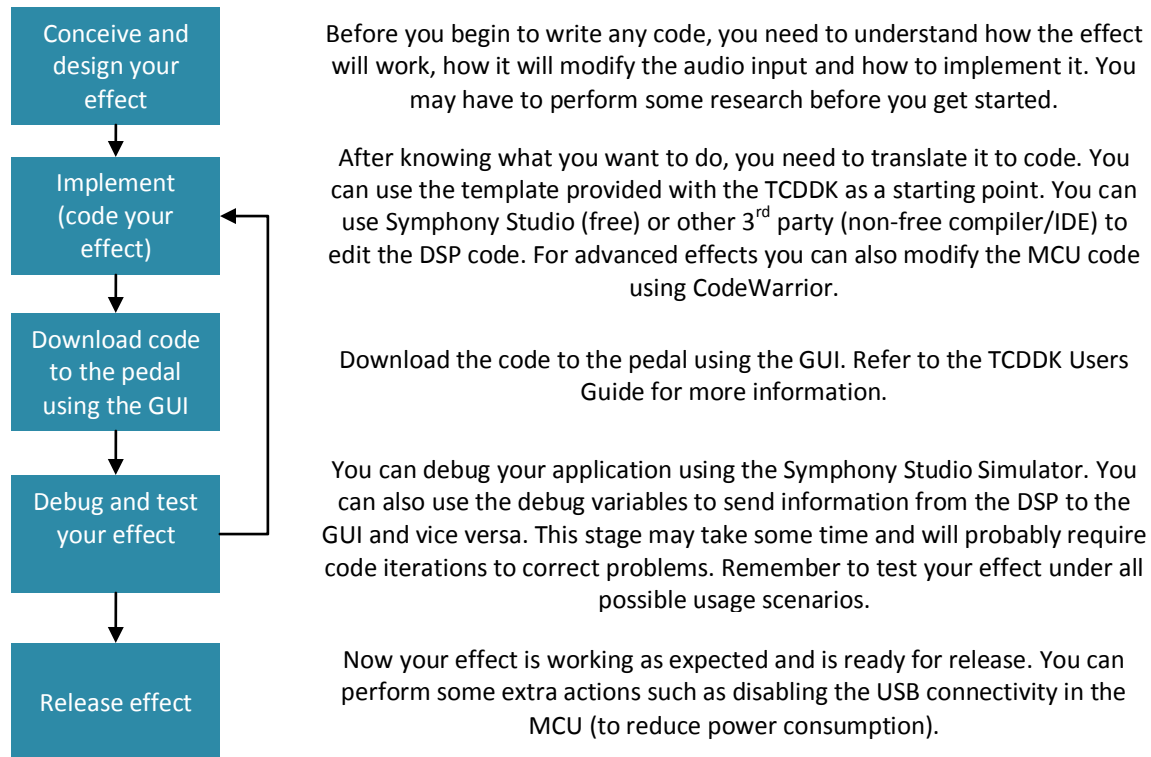 Conceive and
design your
effect
Before you begin to write any code, you need to understand how the effect
will work, how it will modify the audio input and how to implement it. You
may have to perform some research before you get started.
Implement
(code your
effect)
After knowing what you want to do, you need to translate it to code. You
can use the template provided with the TCDDK as a starting point. You can
use Symphony Studio (free) or other 3rd party (non-free compiler/IDE) to
edit the DSP code. For advanced effects you can also modify the MCU code
using CodeWarrior.
Download code
to the pedal
using the GUI
Download the code to the pedal using the GUI. Refer to the TCDDK Users
Guide for more information.
Debug and test
your effect
You can debug your application using the Symphony Studio Simulator. You
can also use the debug variables to send information from the DSP to the
GUI and vice versa. This stage may take some time and will probably require
code iterations to correct problems. Remember to test your effect under all
possible usage scenarios.
Release effect
Now your effect is working as expected and is ready for release. You can
perform some extra actions such as disabling the USB connectivity in the
MCU (to reduce power consumption).